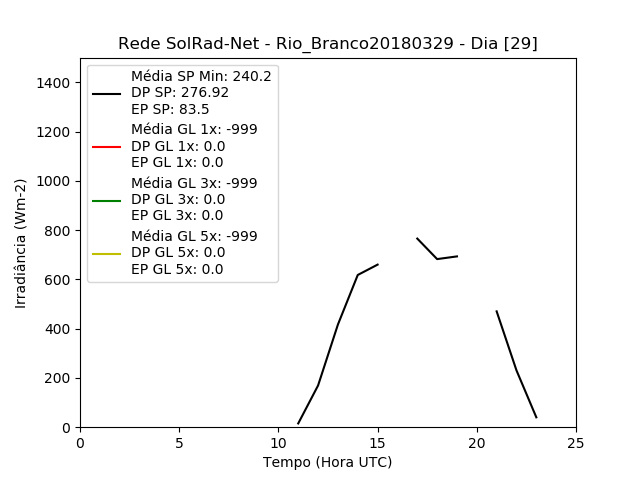 Rede SolRad-Net - Rio_Branco20180329 - Dia [29]
Média SP Min: 240.2
DP SP: 276.92
EP SP: 83.5
Média GL 1x: -999
DP GL 1x: 0.0
EP GL 1x: 0.0
Média GL 3x: -999
DP GL 3x: 0.0
EP GL 3x: 0.0
Média GL 5x: -999
DP GL 5x: 0.0
EP GL 5x: 0.0
Irradiância (Wm-2)
1400
1200
1000
800
600
400
200
0
0 5 10 15 20 25
Tempo (Hora UTC)